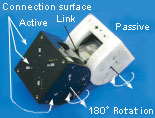 Connection surface
Link
Active
Passive
180° Rotation